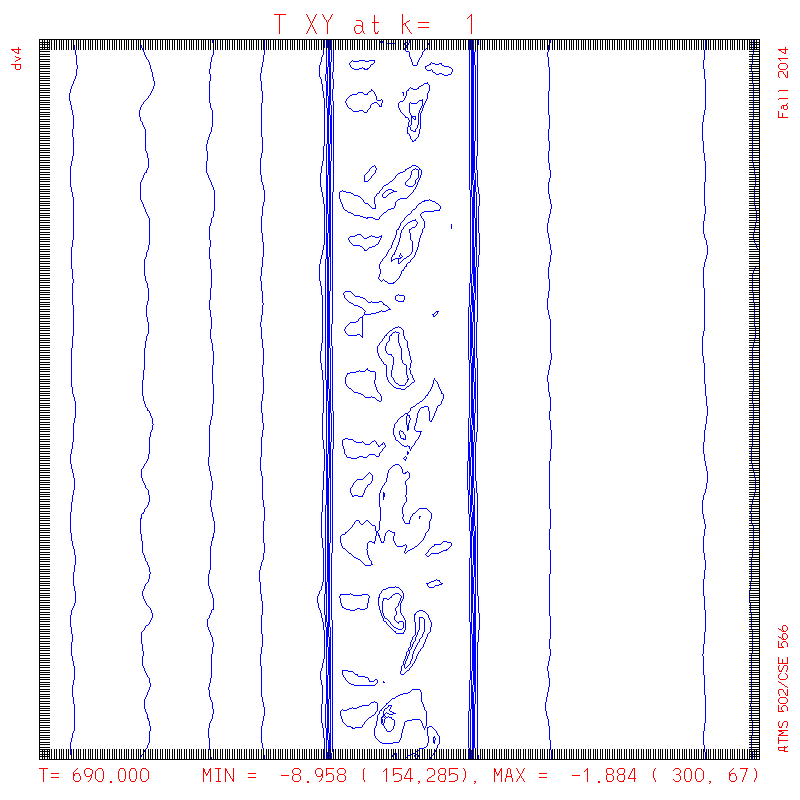 T XY at k= 1
dv4
Fall 2014
ATMS 502/CSE 566
T= 690.000 MIN = -8.958 ( 154,285), MAX = -1.884 ( 300, 67)